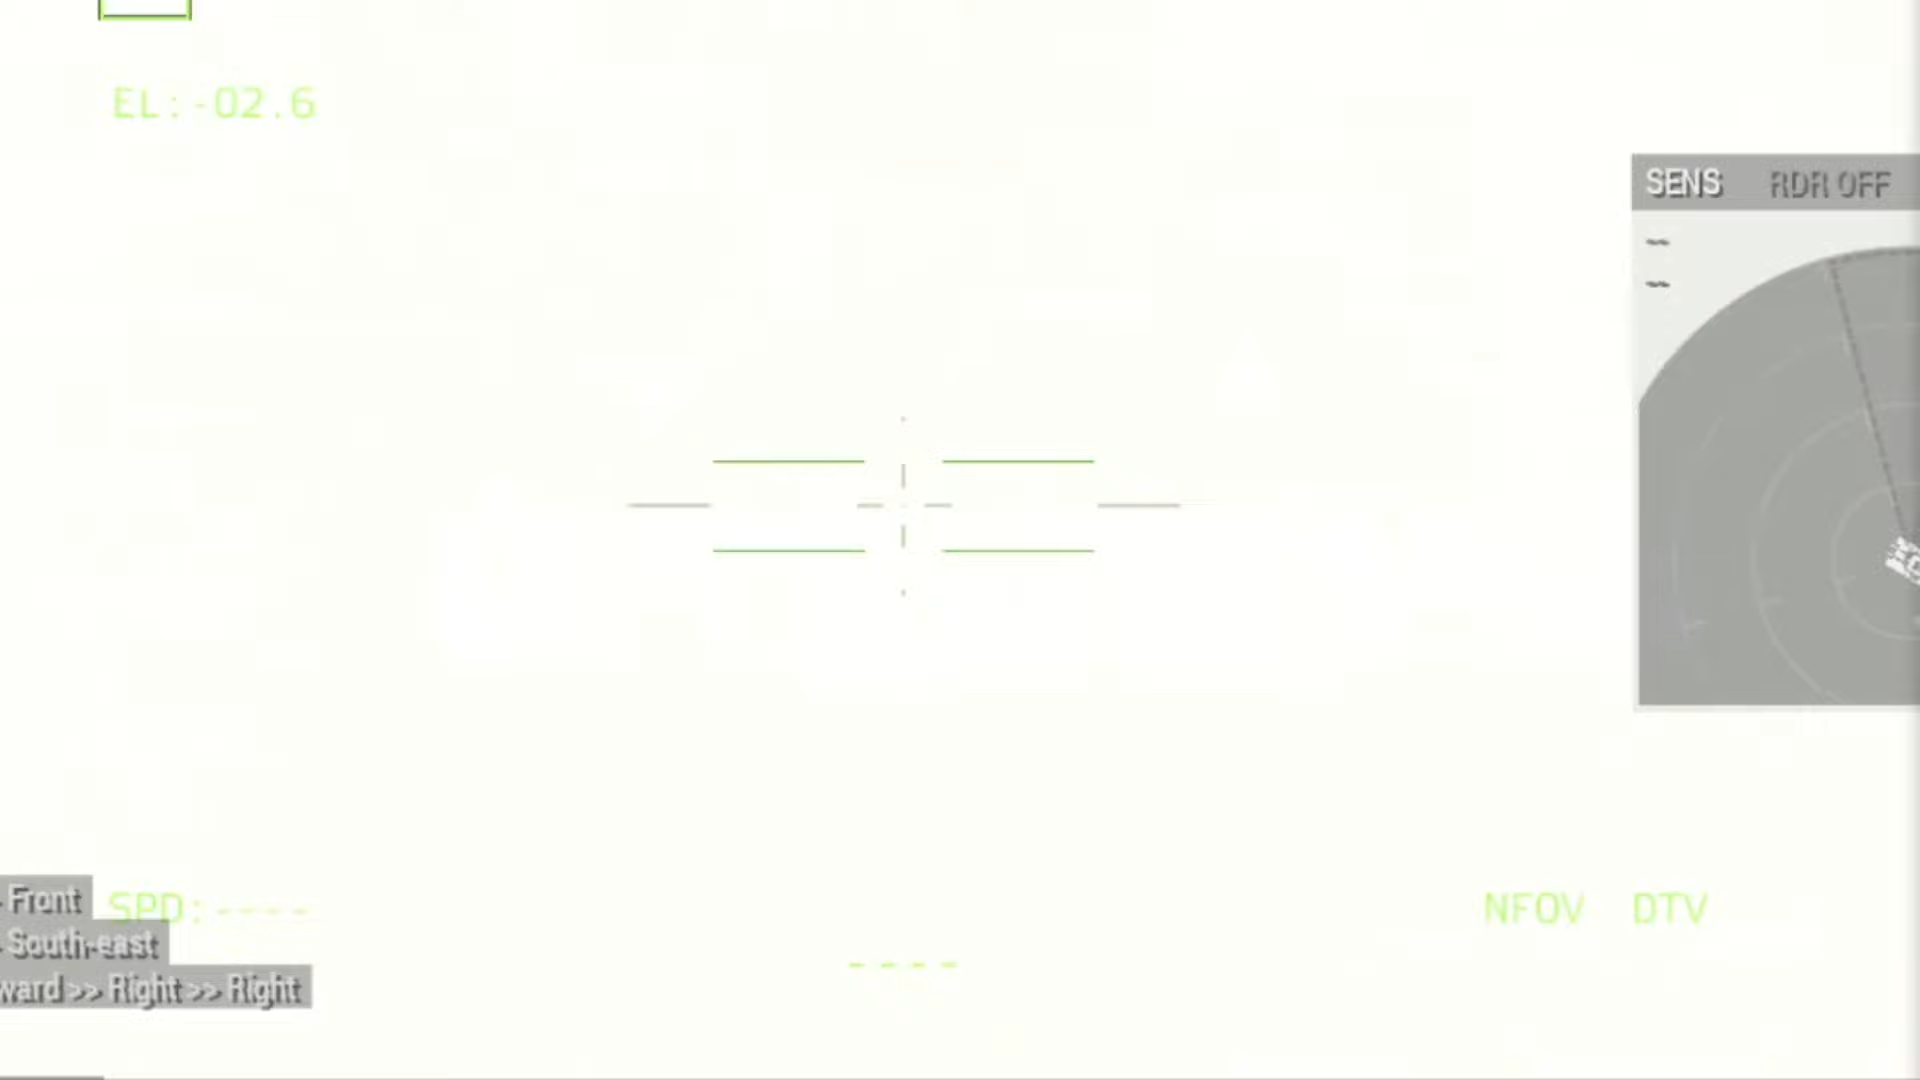 EL:-02.6
SENS RDR OFF
--
--
- Front
SPD:----
NFOV DTV
- South-east
ward >> Right >> Right
----